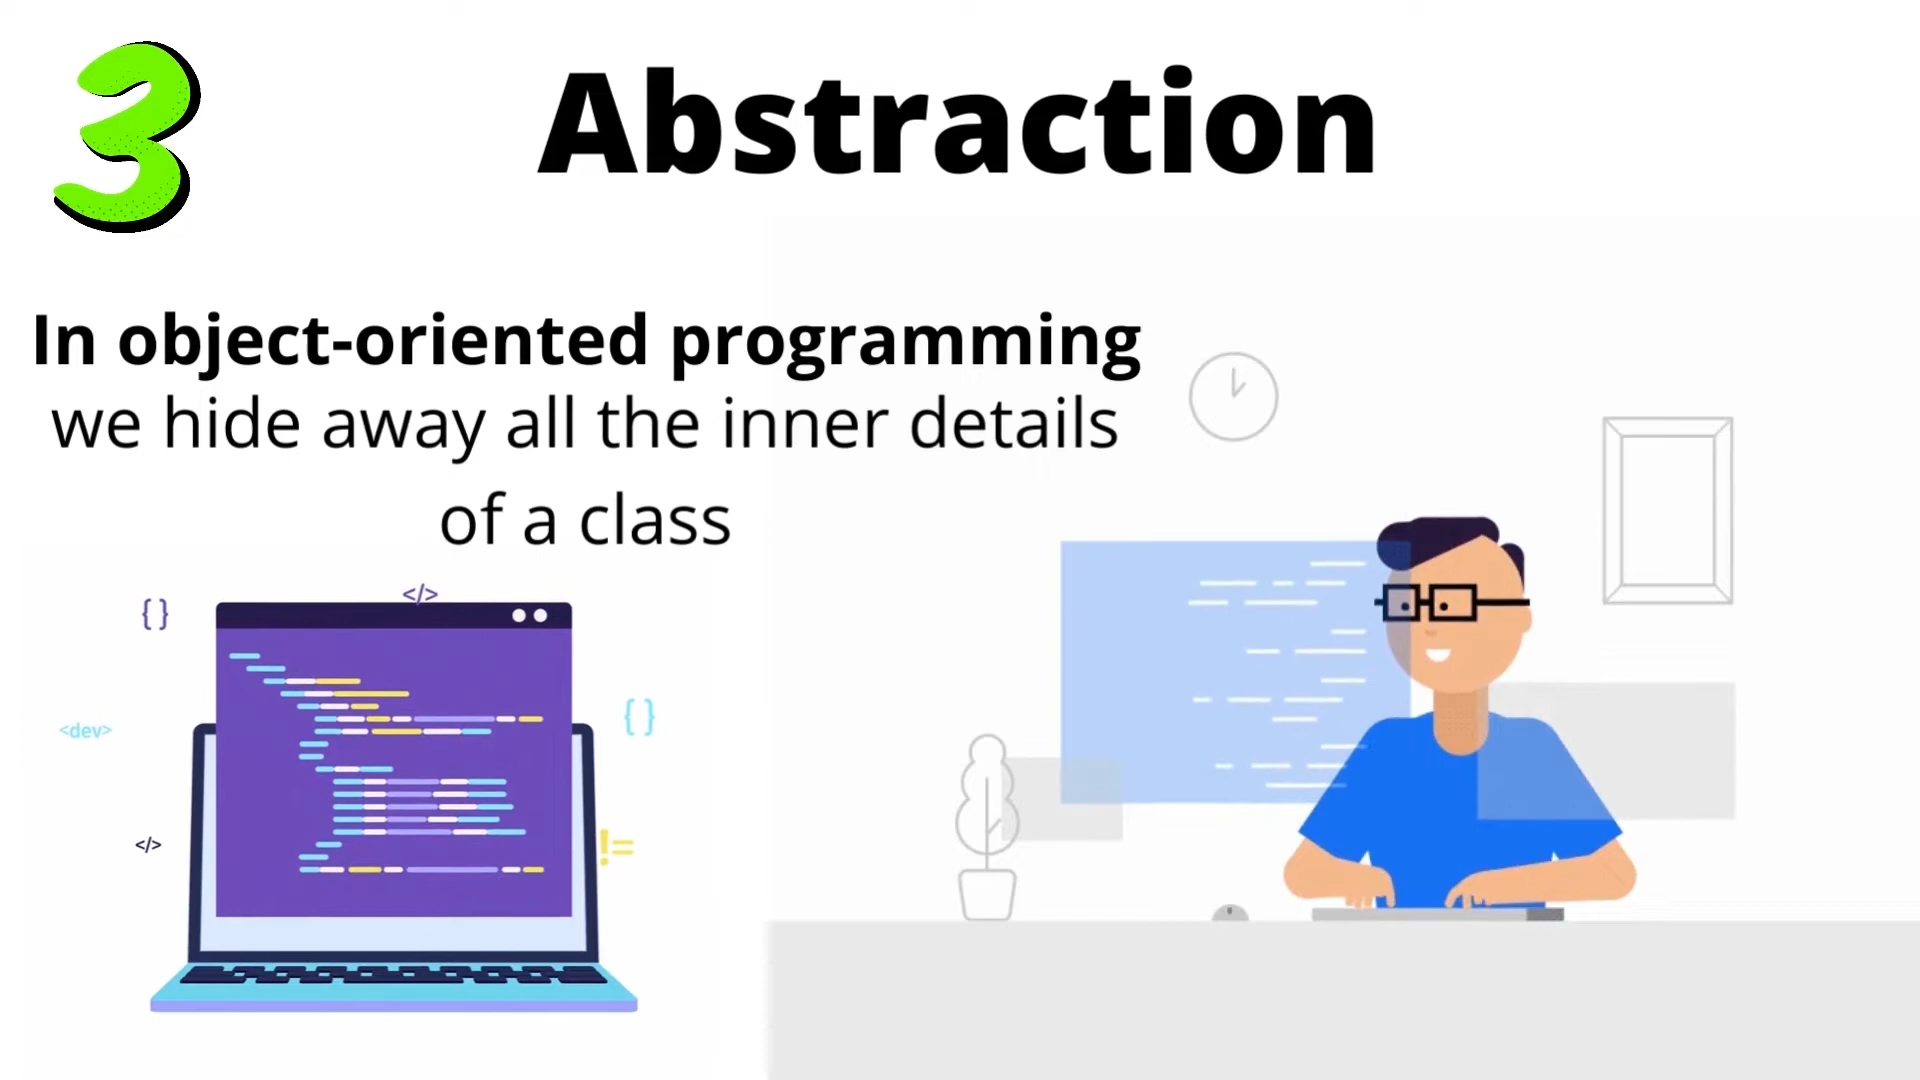 3
Abstraction
In object-oriented programming
we hide away all the inner details
of a class
{ }
</>
<dev>
{ }
</>
!=